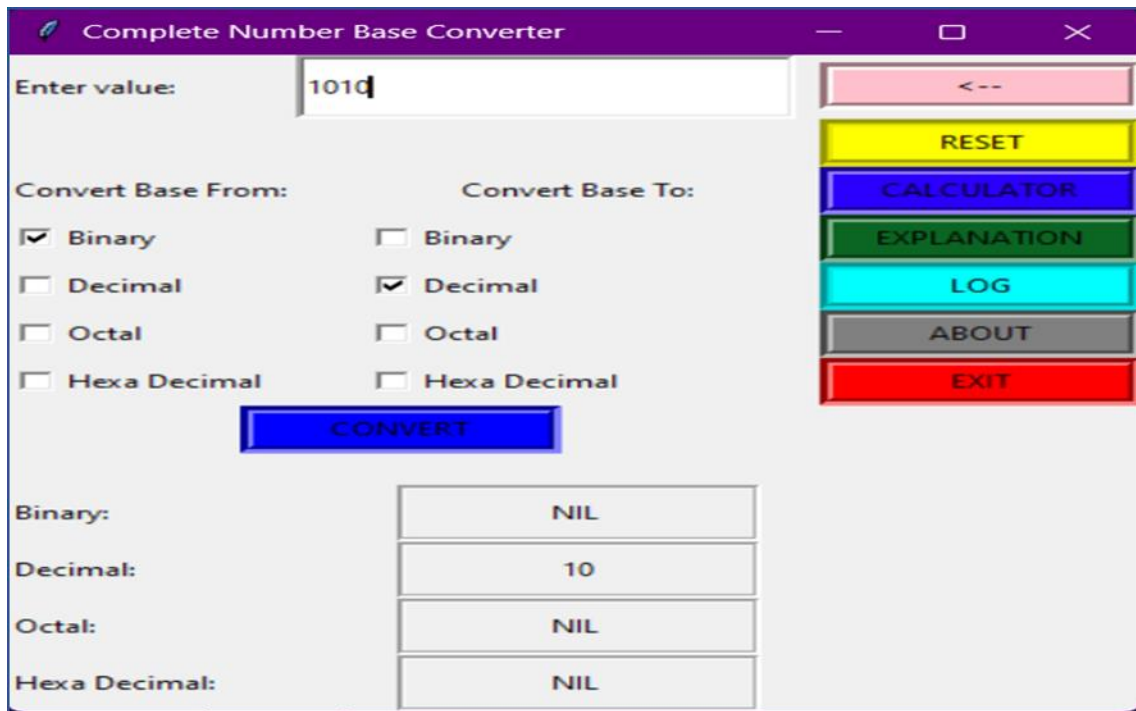 Complete Number Base Converter
Enter value: 1010 <--
RESET
Convert Base From: Convert Base To: CALCULATOR
Binary Binary EXPLANATION
Decimal Decimal LOG
Octal Octal ABOUT
Hexa Decimal Hexa Decimal EXIT
CONVERT
Binary: NIL
Decimal: 10
Octal: NIL
Hexa Decimal: NIL